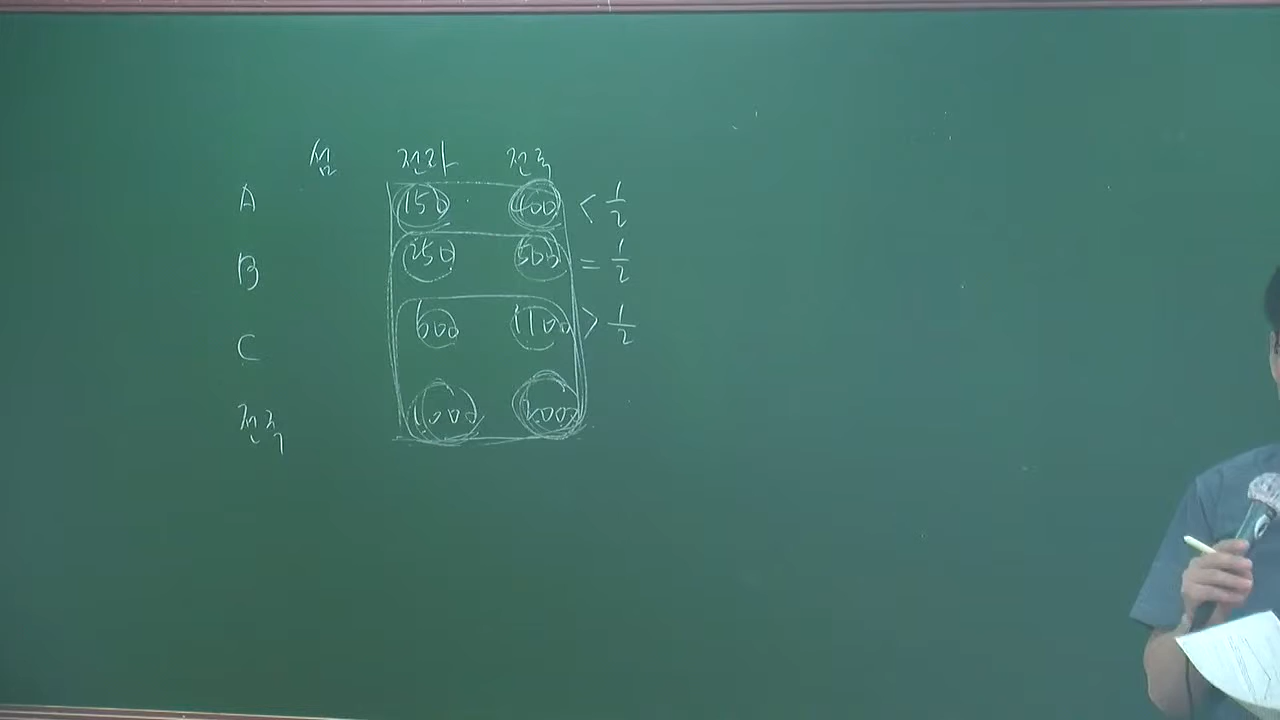 섬 전라 전국
A 150 400 < 1/2
B 250 500 = 1/2
C 600 1100 > 1/2
전국 1000 2000